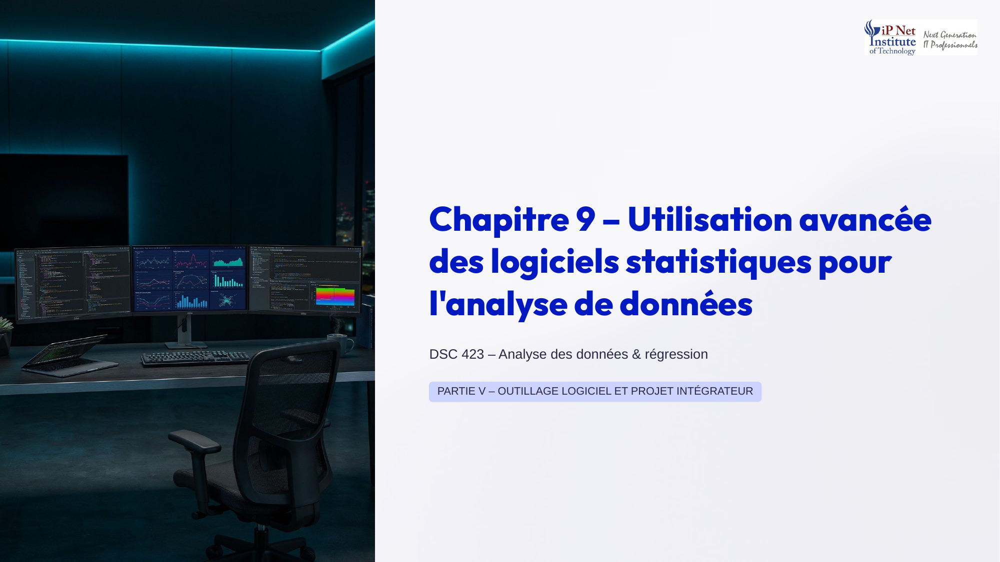 iP Net
Institute
of Technology
Next Generation
IT Professionnels
Chapitre 9 – Utilisation avancée
des logiciels statistiques pour
l'analyse de données
DSC 423 – Analyse des données & régression
PARTIE V – OUTILLAGE LOGICIEL ET PROJET INTÉGRATEUR